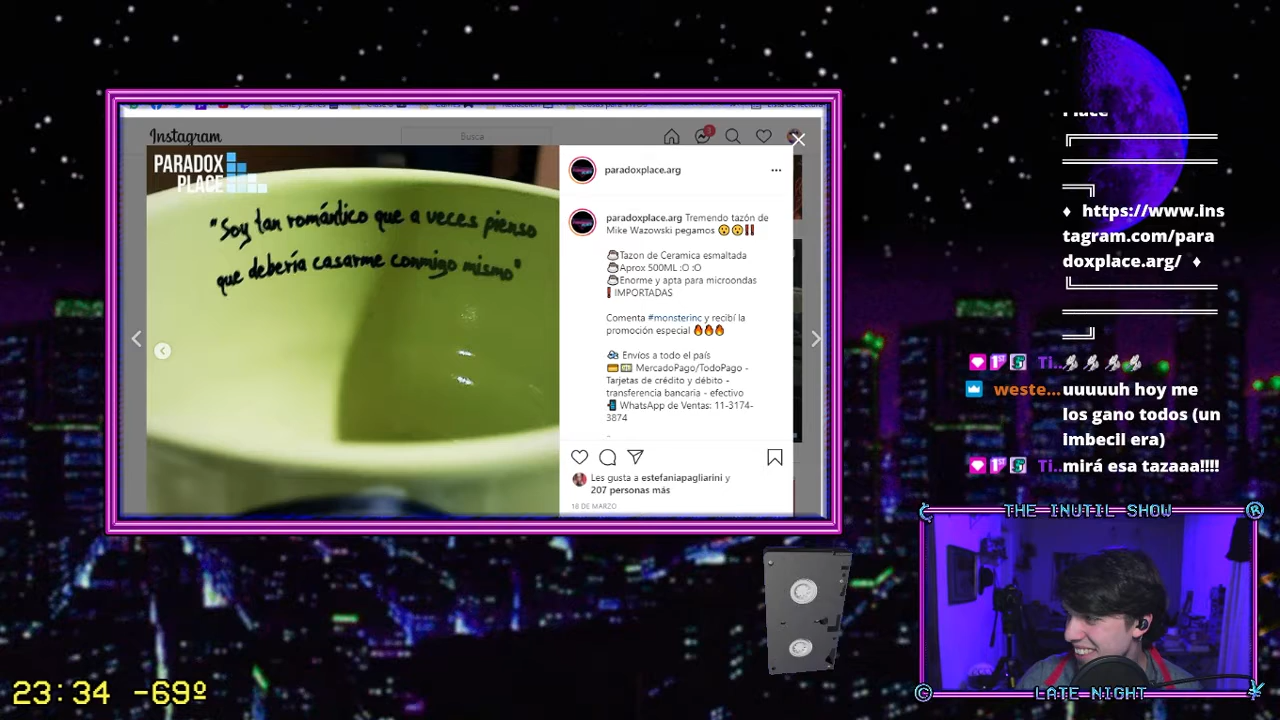 Instagram
Busca
3
PARADOX
PLACE
"Soy tan romántico que a veces pienso
que debería casarme conmigo mismo"
paradoxplace.arg
paradoxplace.arg Tremendo tazón de
Mike Wazowski pegamos
Tazon de Ceramica esmaltada
Aprox 500ML :O :O
Enorme y apta para microondas
IMPORTADAS
Comenta #monsterinc y recibí la
promoción especial
Envíos a todo el país
MercadoPago/TodoPago -
Tarjetas de crédito y débito -
transferencia bancaria - efectivo
WhatsApp de Ventas: 11-3174-
3874
Les gusta a estefaniapagliarini y
207 personas más
18 DE MARZO
Place
https://www.ins
tagram.com/para
doxplace.arg/
Ti..
weste... uuuuuh hoy me
los gano todos (un
imbecil era)
Ti.. mirá esa tazaaa!!!!
THE INUTIL SHOW
LATE NIGHT
23:34 -69º